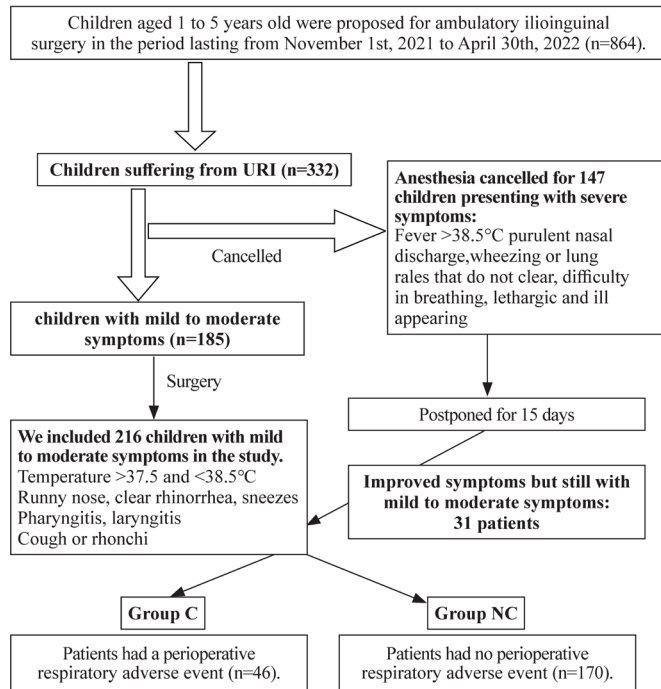 Children aged 1 to 5 years old were proposed for ambulatory ilioinguinal
surgery in the period lasting from November 1st, 2021 to April 30th, 2022 (n=864).
Children suffering from URI (n=332)
Cancelled
Anesthesia cancelled for 147
children presenting with severe
symptoms:
Fever >38.5°C purulent nasal
discharge,wheezing or lung
rales that do not clear, difficulty
in breathing, lethargic and ill
appearing
children with mild to moderate
symptoms (n=185)
Surgery
Postponed for 15 days
We included 216 children with mild
to moderate symptoms in the study.
Temperature >37.5 and <38.5°C
Runny nose, clear rhinorrhea, sneezes
Pharyngitis, laryngitis
Cough or rhonchi
Improved symptoms but still with
mild to moderate symptoms:
31 patients
Group C
Patients had a perioperative
respiratory adverse event (n=46).
Group NC
Patients had no perioperative
respiratory adverse event (n=170).